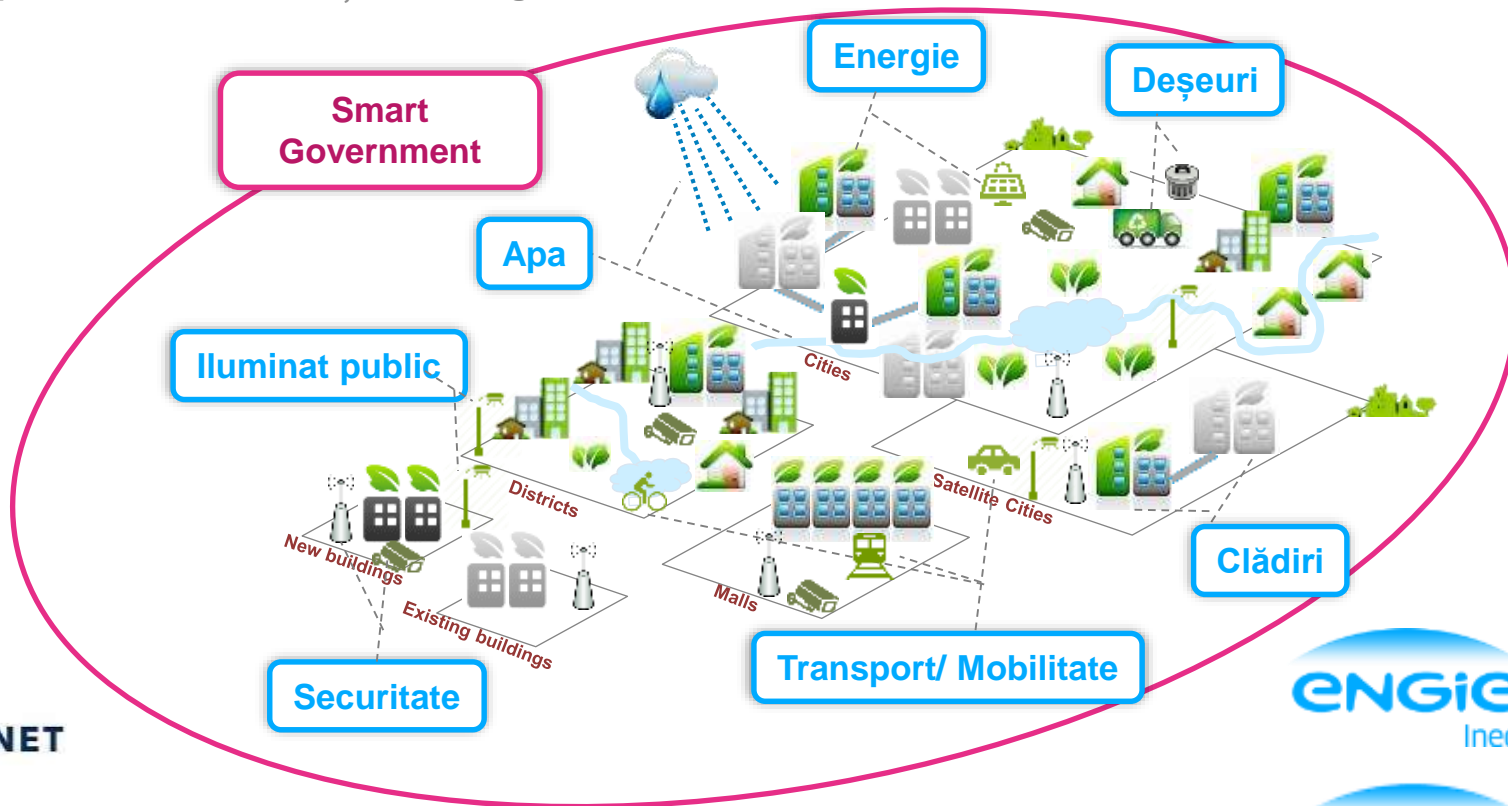 Energie
Deșeuri
Smart
Government
Apa
Iluminat public
Cities
Districts
Satellite Cities
New buildings
Existing buildings
Malls
Clădiri
Transport/ Mobilitate
Securitate
ENGIE
NET